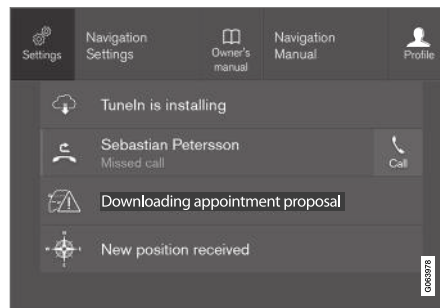 Settings
Navigation
Settings
Owner's
manual
Navigation
Manual
Profile
TuneIn is installing
Sebastian Petersson
Missed call
Call
Downloading appointment proposal
New position received
G063978